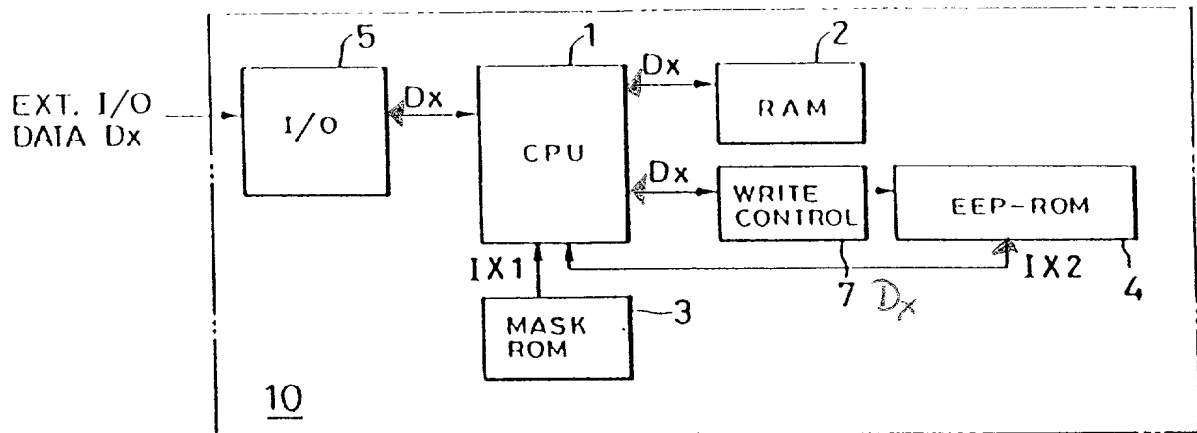 5
1
2
EXT. I/O
DATA Dx
I/O
Dx
CPU
Dx
RAM
Dx
WRITE
CONTROL
EEP-ROM
IX1
IX2
7
Dx
4
MASK
ROM
3
10